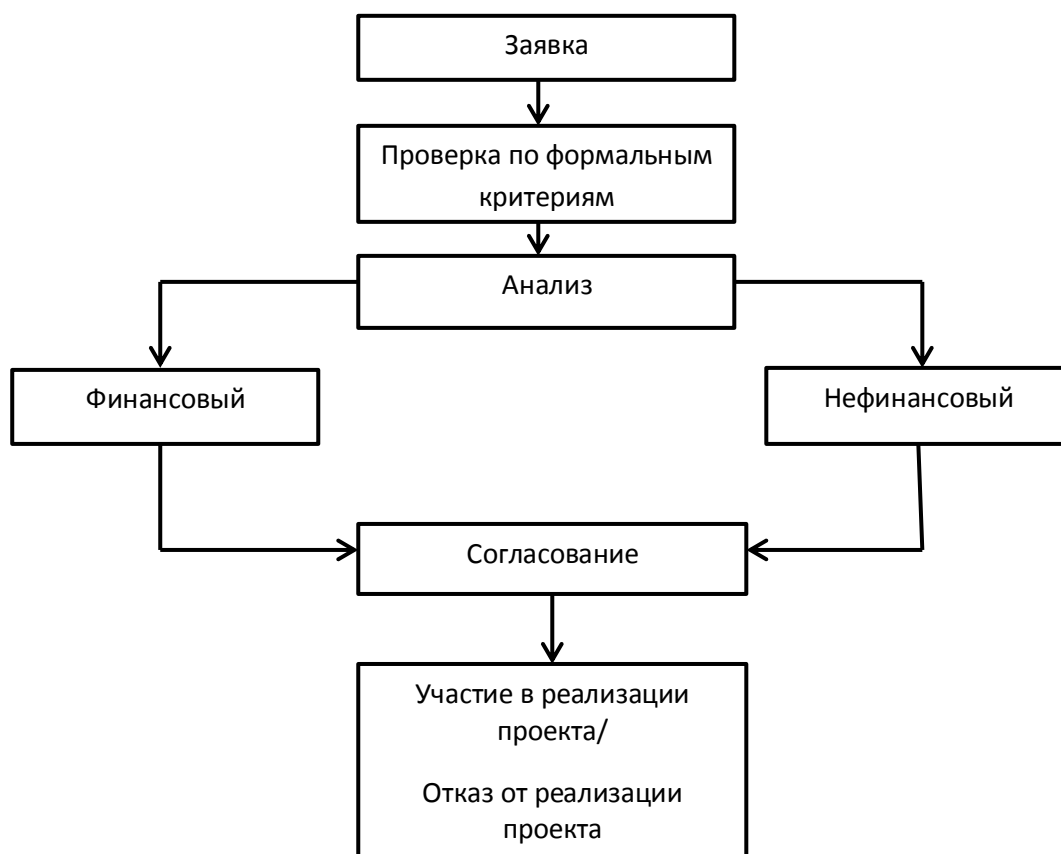 Заявка
Проверка по формальным
критериям
Анализ
Финансовый
Нефинансовый
Согласование
Участие в реализации
проекта/
Отказ от реализации
проекта